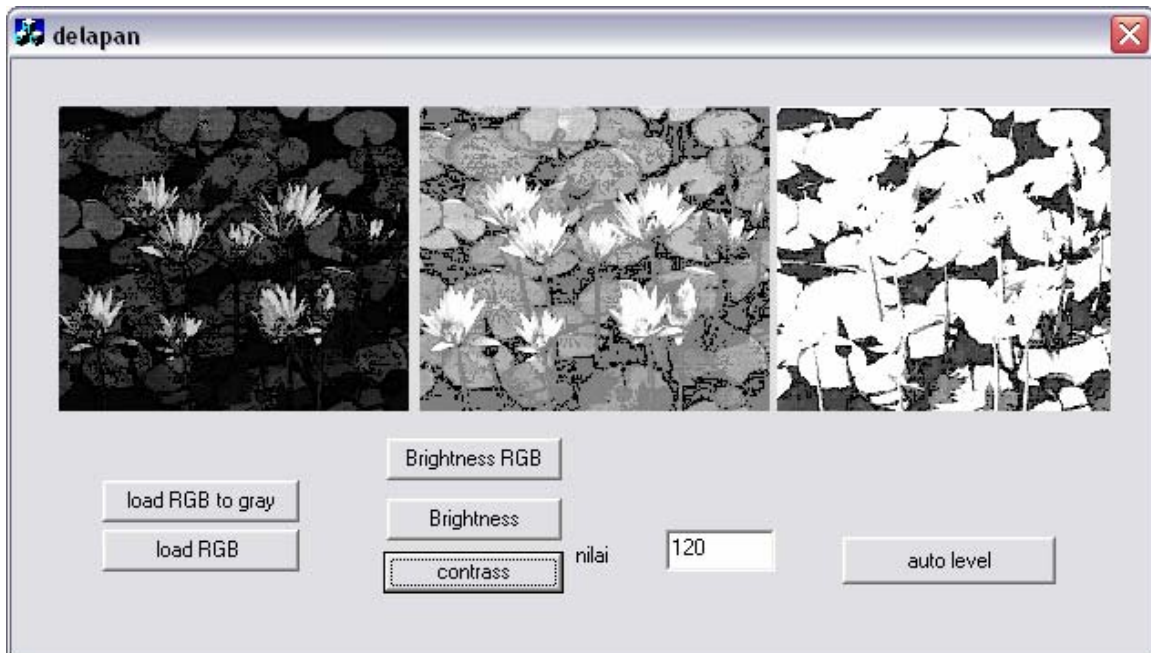 delapan
Brightness RGB
load RGB to gray
Brightness
load RGB
contrass
nilai
120
auto level